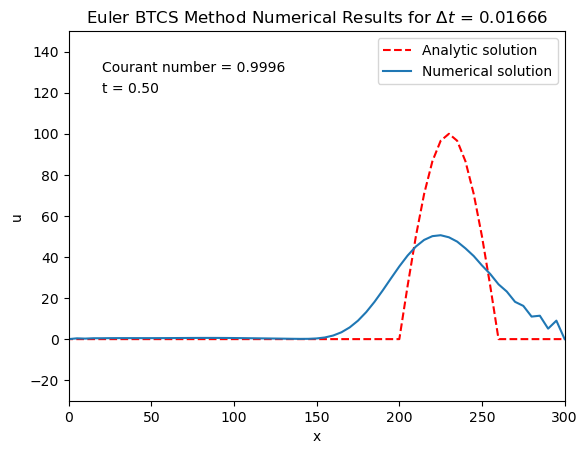 Euler BTCS Method Numerical Results for Δt = 0.01666
Courant number = 0.9996
t = 0.50
Analytic solution
Numerical solution
140
120
100
80
60
40
20
0
−20
u
0 50 100 150 200 250 300
x